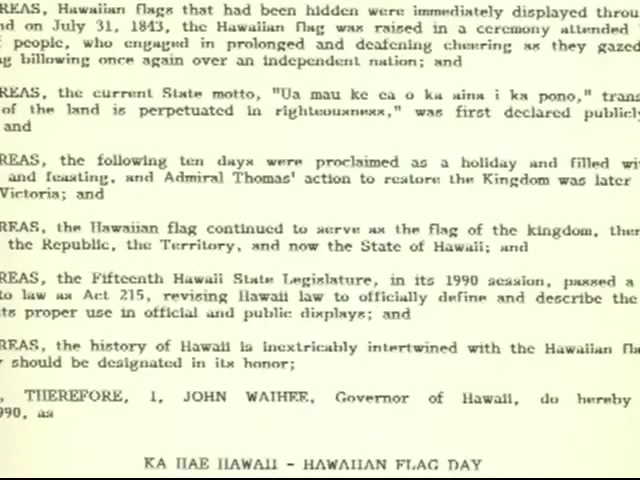 REAS, Hawaiian flags that had been hidden were immediately displayed throu
nd on July 31, 1843, the Hawaiian flag was raised in a ceremony attended
f people, who engaged in prolonged and deafening cheering as they gazed
ng billowing once again over an independent nation; and
REAS, the current State motto, "Ua mau ke ea o ka aina i ka pono," trans
of the land is perpetuated in righteousness," was first declared publicly
and
REAS, the following ten days were proclaimed as a holiday and filled wi
and feasting, and Admiral Thomas' action to restore the Kingdom was later
Victoria; and
REAS, the Hawaiian flag continued to serve as the flag of the kingdom, then
the Republic, the Territory, and now the State of Hawaii; and
REAS, the Fifteenth Hawaii State Legislature, in its 1990 session, passed a
to law as Act 215, revising Hawaii law to officially define and describe the
its proper use in official and public displays; and
REAS, the history of Hawaii is inextricably intertwined with the Hawaiian fla
y should be designated in its honor;
, THEREFORE, I, JOHN WAIHEE, Governor of Hawaii, do hereby
990, as
KA HAE HAWAII - HAWAIIAN FLAG DAY